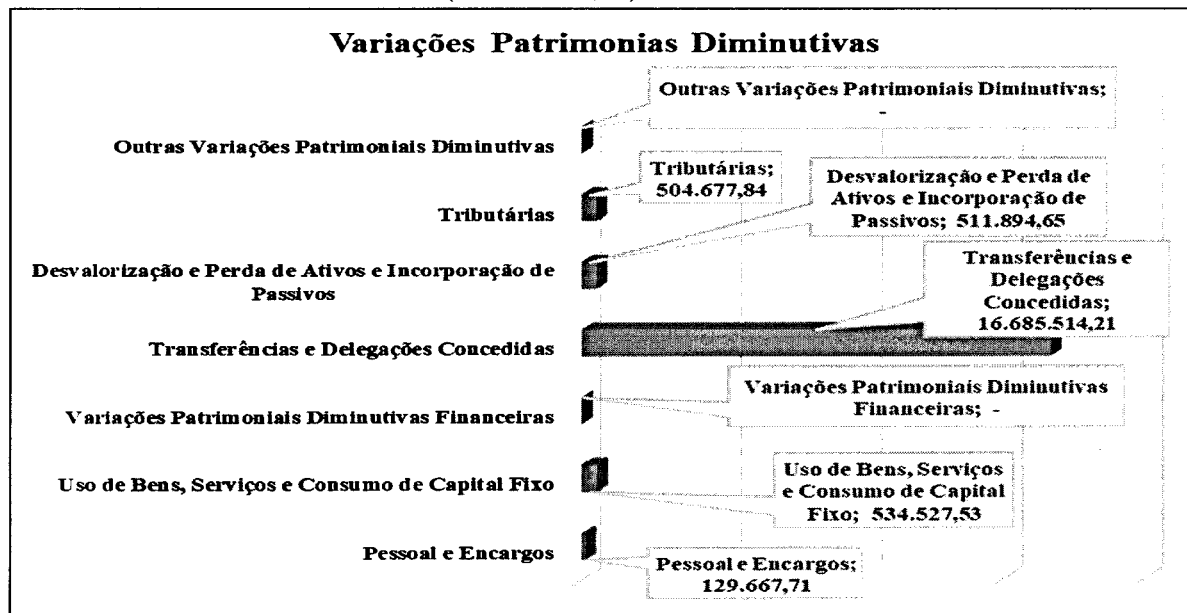 Variações Patrimonias Diminutivas
Outras Variações Patrimoniais Diminutivas;
-
Outras Variações Patrimoniais Diminutivas
Tributárias;
504.677,84
Tributárias
Desvalorização e Perda de
Ativos e Incorporação de
Passivos; 511.894,65
Desvalorização e Perda de Ativos e Incorporação de
Passivos
Transferências e
Delegações
Concedidas;
16.685.514,21
Transferências e Delegações Concedidas
Variações Patrimoniais Diminutivas
Financeiras; -
Variações Patrimoniais Diminutivas Financeiras
Uso de Bens, Serviços
e Consumo de Capital
Fixo; 534.527,53
Uso de Bens, Serviços e Consumo de Capital Fixo
Pessoal e Encargos
Pessoal e Encargos;
129.667,71